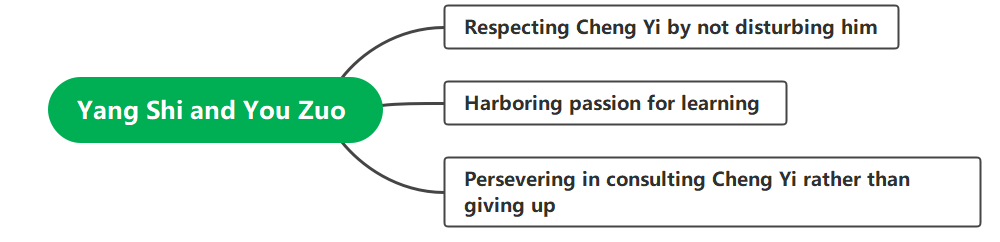 Respecting Cheng Yi by not disturbing him
Yang Shi and You Zuo
Harboring passion for learning
Persevering in consulting Cheng Yi rather than
giving up